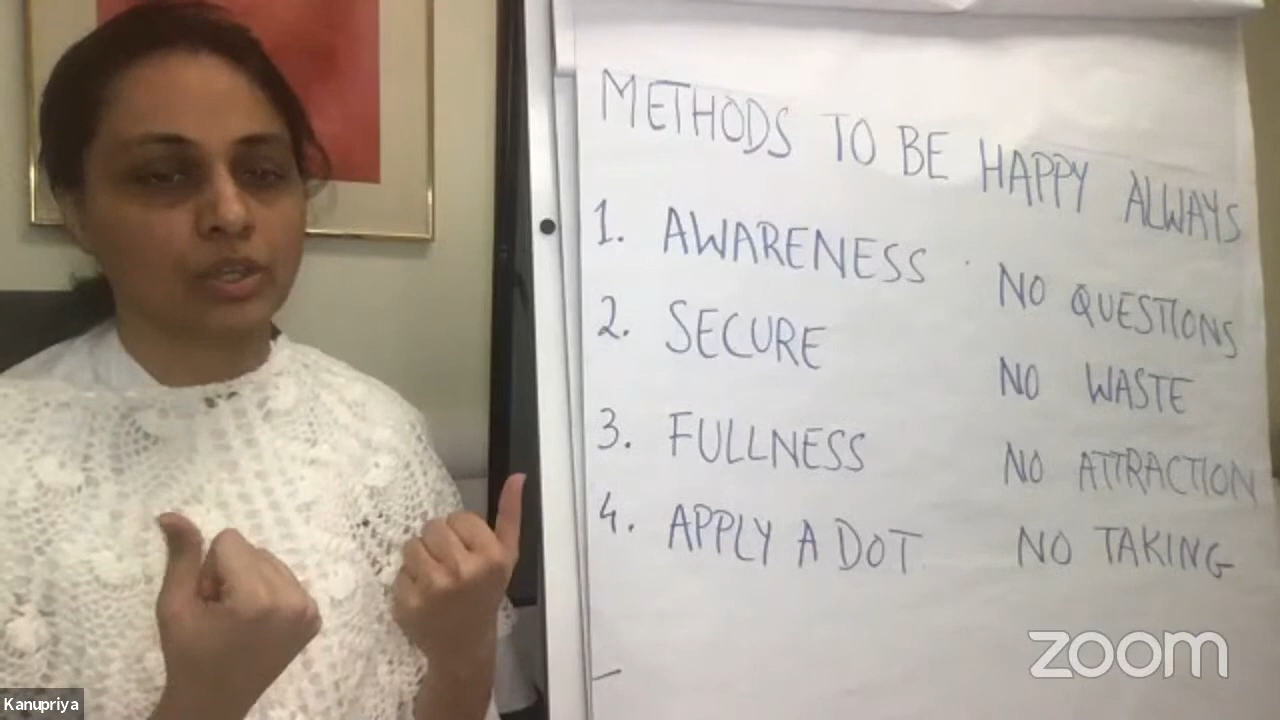 METHODS TO BE HAPPY ALWAYS
1. AWARENESS NO QUESTIONS
2. SECURE NO WASTE
3. FULLNESS NO ATTRACTION
4. APPLY A DOT NO TAKING
zoom
Kanupriya